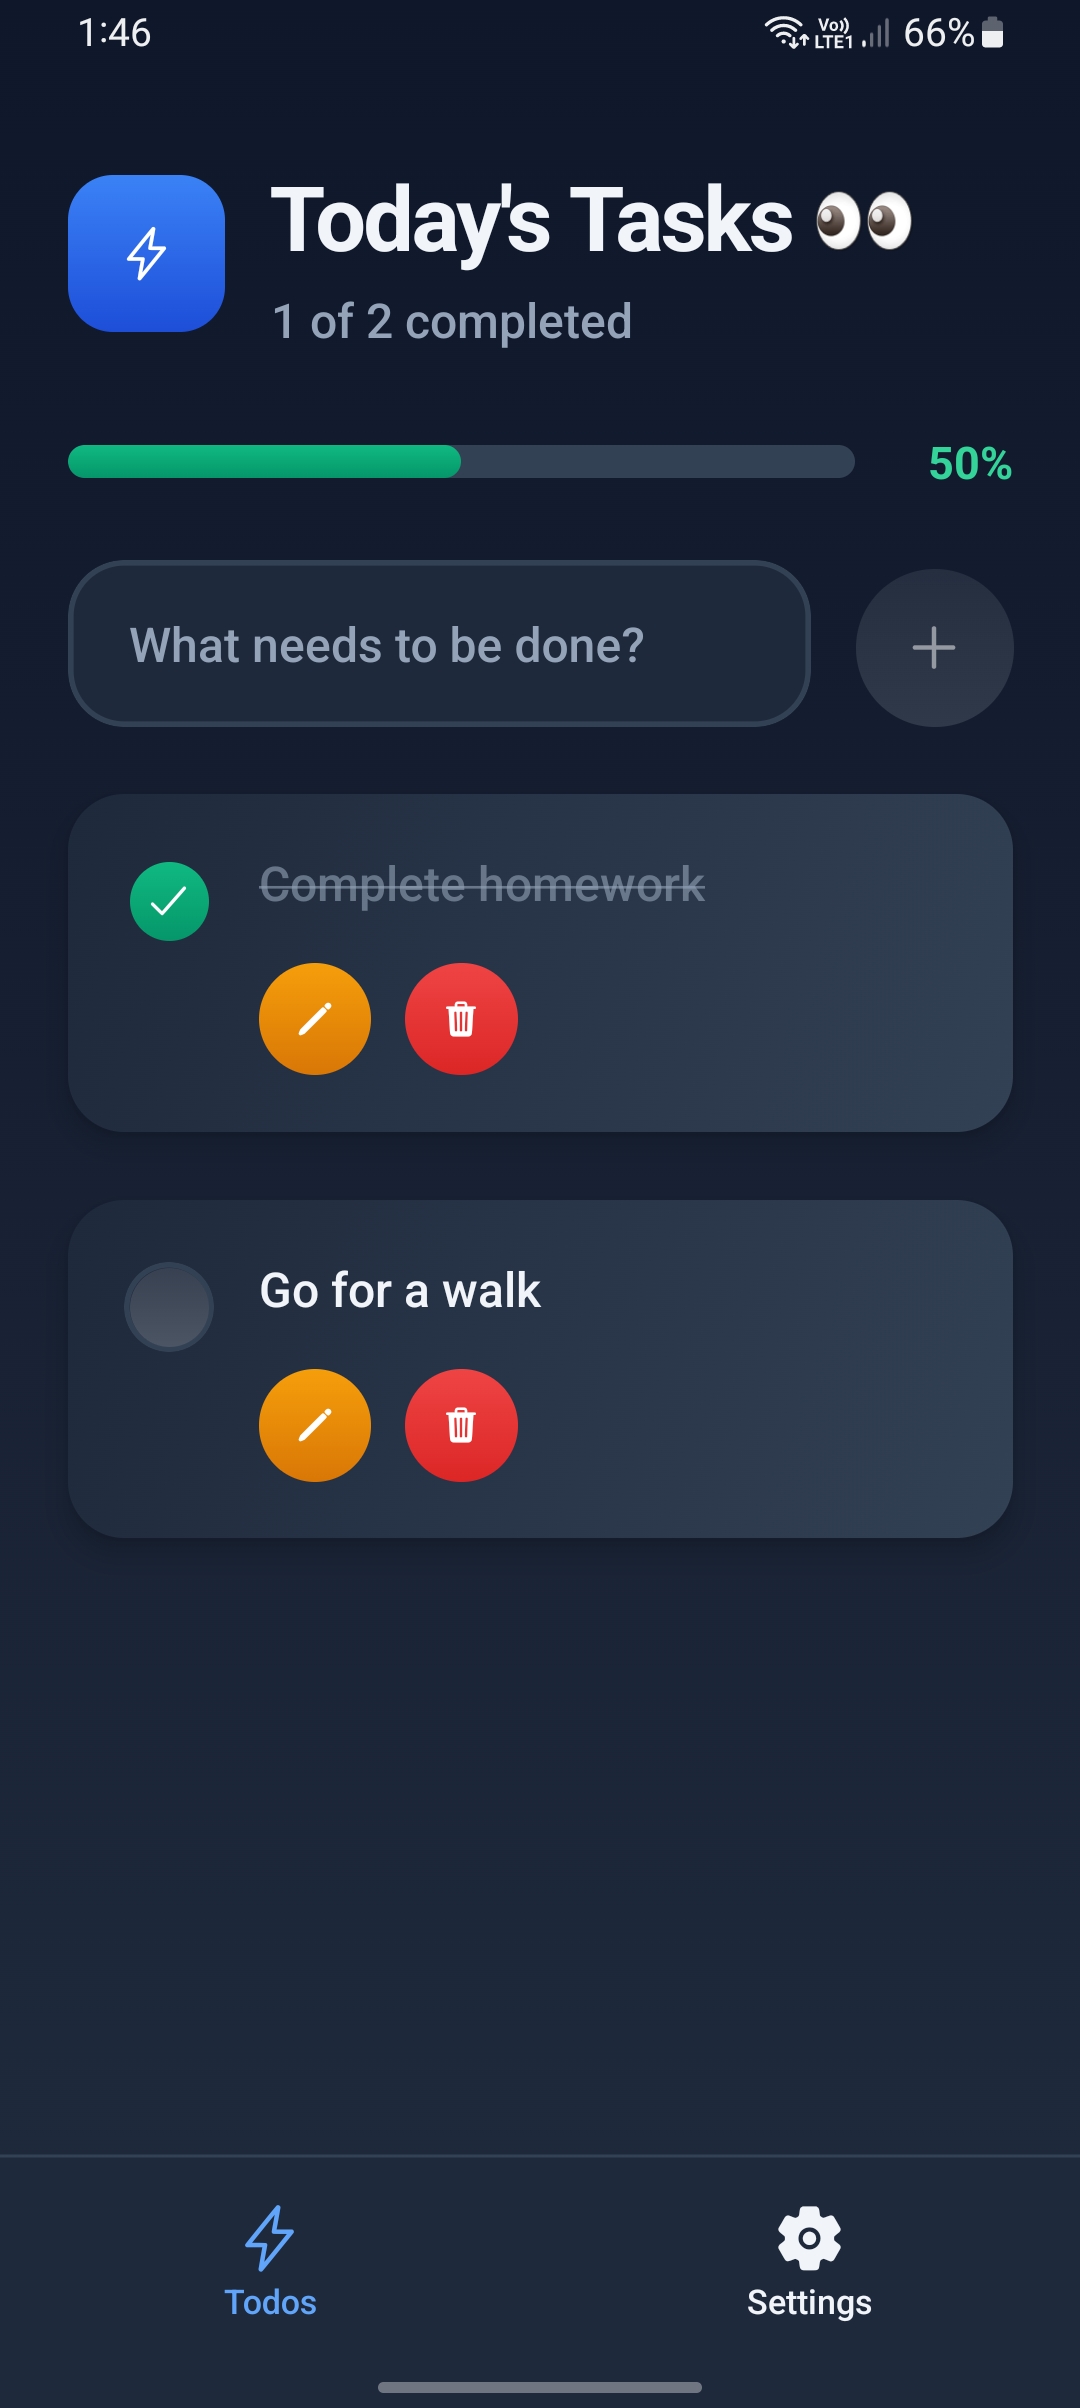 1:46
Vo)) LTE1 66%
Today's Tasks 👀
1 of 2 completed
50%
What needs to be done?
Complete homework
Go for a walk
Todos
Settings